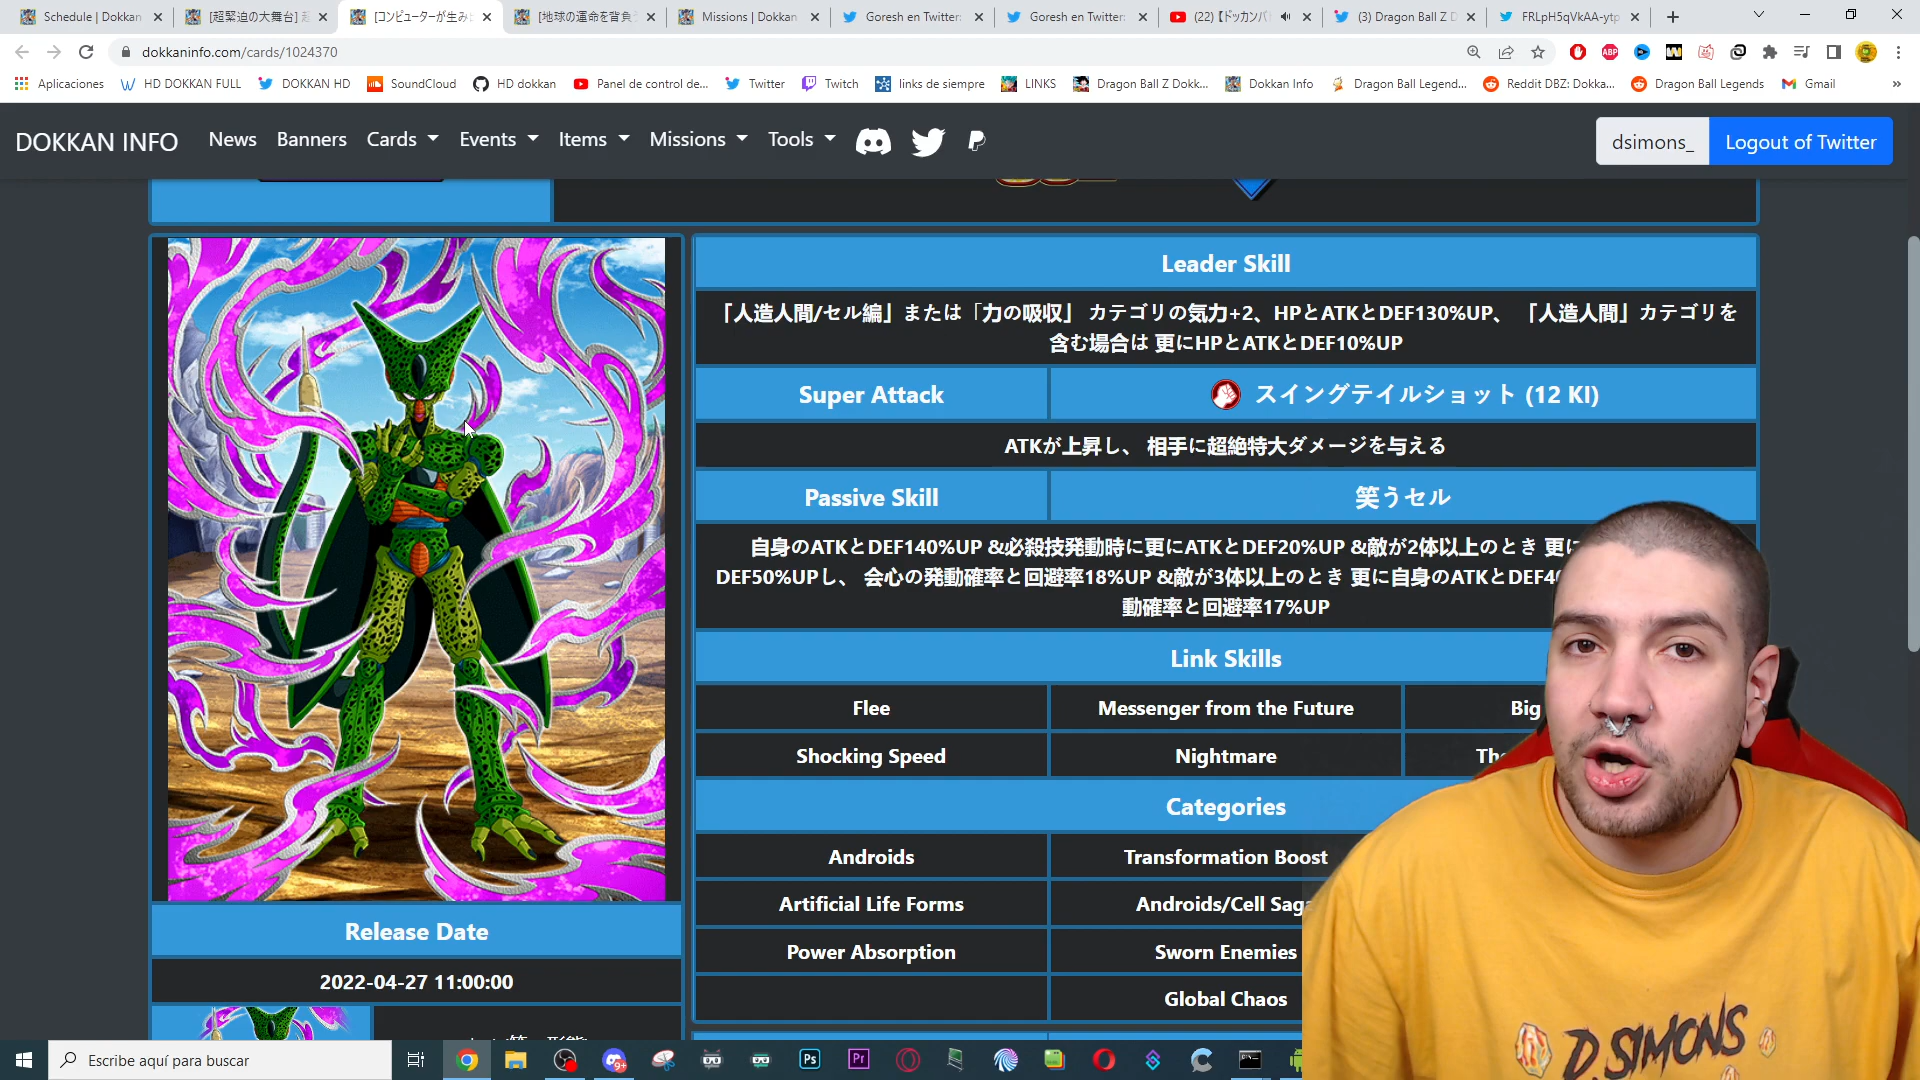 Schedule | Dokkan
[超緊迫の大舞台]
[コンピューターが生み
[地球の運命を背負
Missions | Dokkan
Goresh en Twitter:
Goresh en Twitter:
(22)【ドッカンバ
(3) Dragon Ball Z D
FRLpH5qVkAA-ytp
dokkaninfo.com/cards/1024370
ABP
Aplicaciones
HD DOKKAN FULL
DOKKAN HD
SoundCloud
HD dokkan
Panel de control de...
Twitter
Twitch
links de siempre
LINKS
Dragon Ball Z Dokk...
Dokkan Info
Dragon Ball Legend...
Reddit DBZ: Dokka...
Dragon Ball Legends
Gmail
DOKKAN INFO
News
Banners
Cards
Events
Items
Missions
Tools
dsimons_
Logout of Twitter
Leader Skill
「人造人間/セル編」または「力の吸収」 カテゴリの気力+2、HPとATKとDEF130%UP、 「人造人間」カテゴリを
含む場合は 更にHPとATKとDEF10%UP
Super Attack
スイングテイルショット (12 KI)
ATKが上昇し、 相手に超絶特大ダメージを与える
Passive Skill
笑うセル
自身のATKとDEF140%UP &必殺技発動時に更にATKとDEF20%UP &敵が2体以上のとき 更に
DEF50%UPし、 会心の発動確率と回避率18%UP &敵が3体以上のとき 更に自身のATKとDEF4
動確率と回避率17%UP
Link Skills
Flee
Messenger from the Future
Big
Shocking Speed
Nightmare
The
Categories
Androids
Transformation Boost
Artificial Life Forms
Androids/Cell Saga
Power Absorption
Sworn Enemies
Global Chaos
Release Date
2022-04-27 11:00:00
D.SIMONS
Escribe aquí para buscar
9+
Ps
Pr